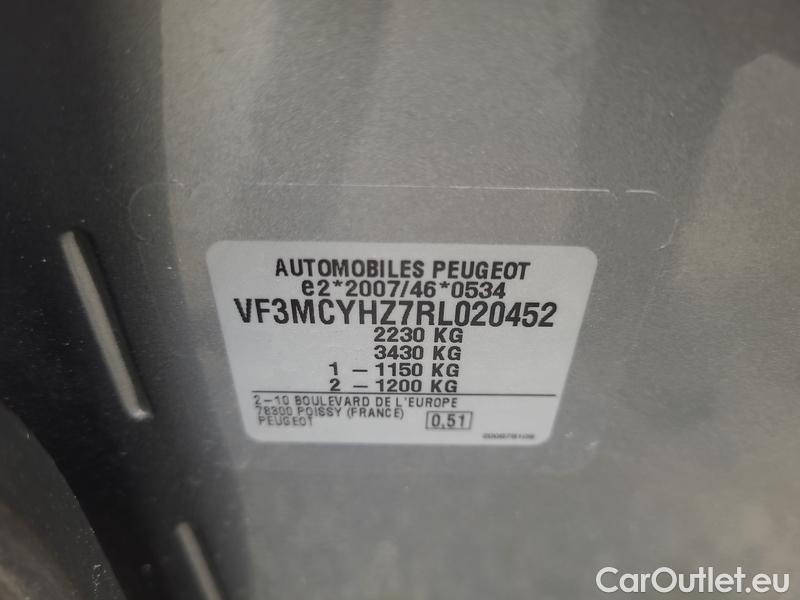 AUTOMOBILES PEUGEOT
e2*2007/46*0534
VF3MCYHZ7RL020452
2230 KG
3430 KG
1 - 1150 KG
2 - 1200 KG
2-10 BOULEVARD DE L'EUROPE
78300 POISSY (FRANCE)
PEUGEOT
0,51
CarOutlet.eu